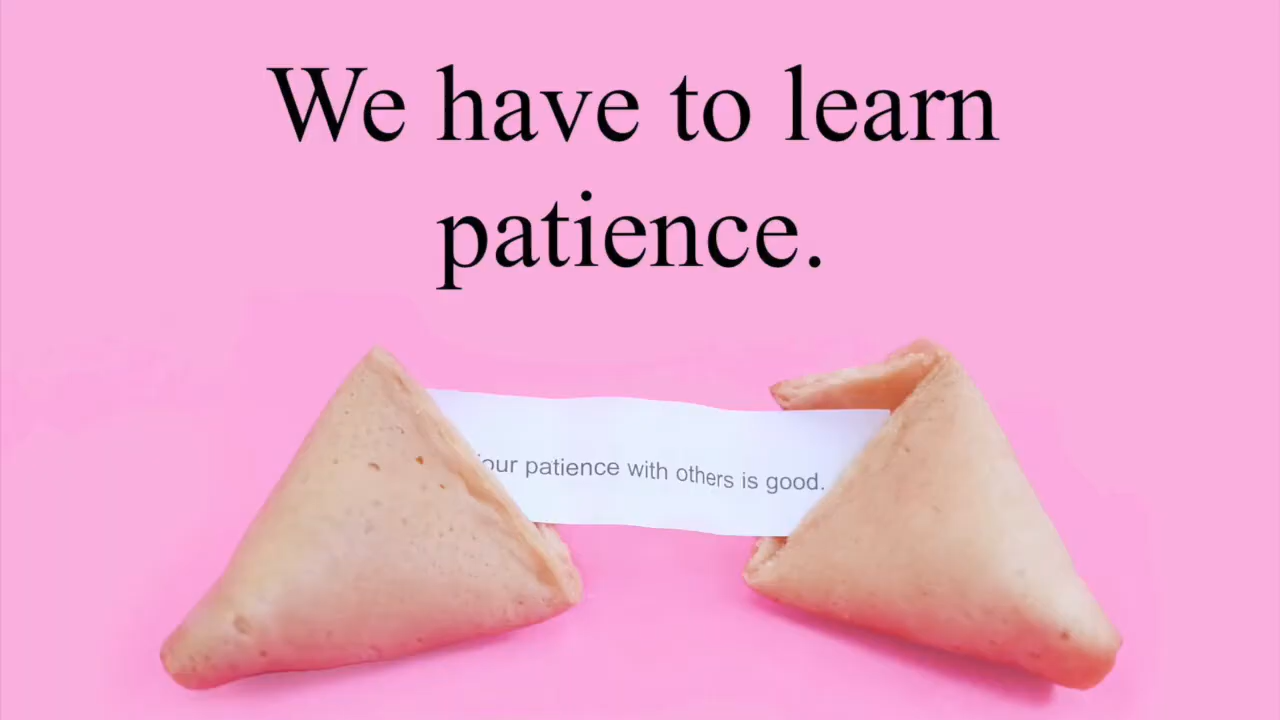 We have to learn
patience.
our patience with others is good.